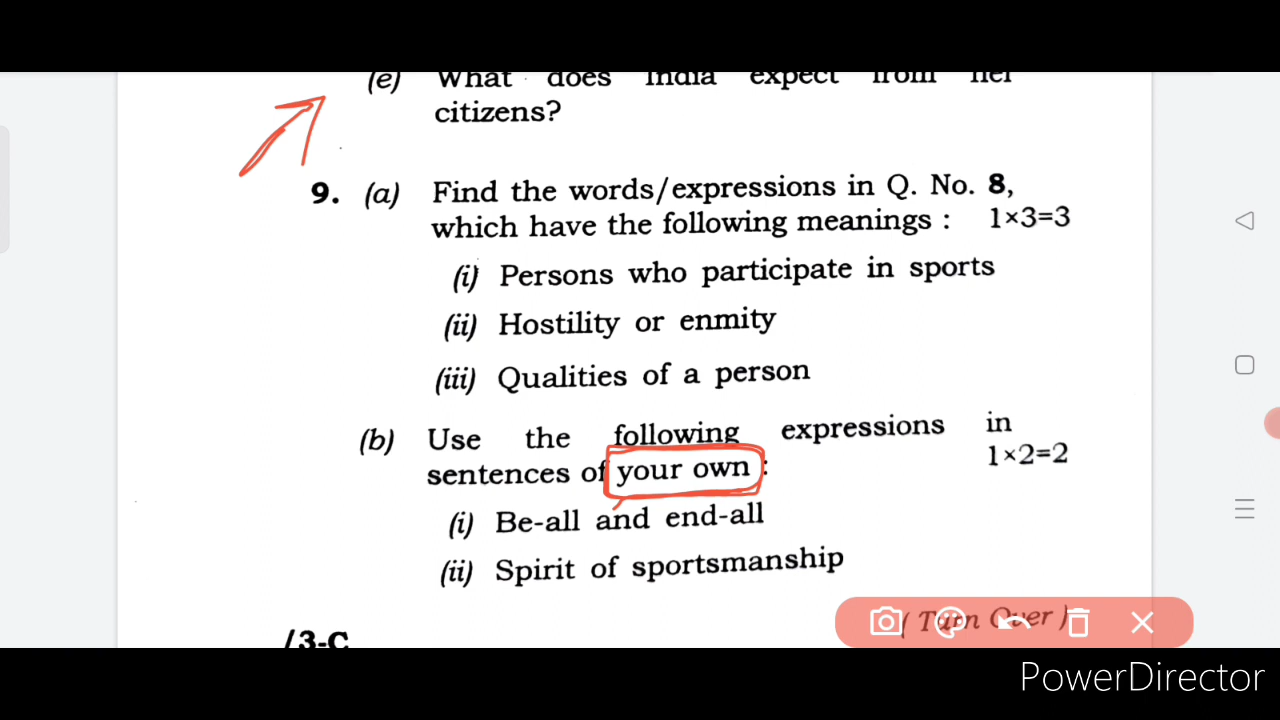 (e) What does India expect from her
citizens?
9. (a) Find the words/expressions in Q. No. 8,
which have the following meanings : 1×3=3
(i) Persons who participate in sports
(ii) Hostility or enmity
(iii) Qualities of a person
(b) Use the following expressions in
sentences of your own : 1×2=2
(i) Be-all and end-all
(ii) Spirit of sportsmanship
( Turn Over )
/3-C
PowerDirector